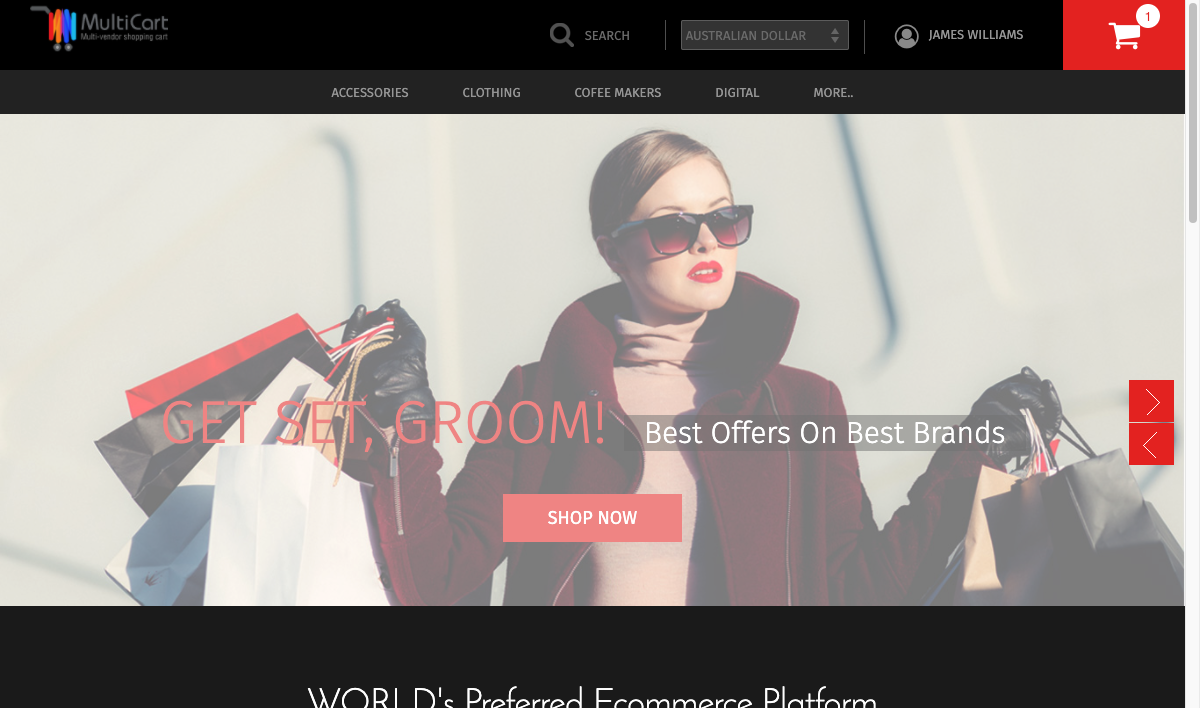 MultiCart
Multi-vendor shopping cart
SEARCH
AUSTRALIAN DOLLAR
JAMES WILLIAMS
1
ACCESSORIES
CLOTHING
COFEE MAKERS
DIGITAL
MORE..
GET SET, GROOM!
Best Offers On Best Brands
SHOP NOW
WORLD's Preferred Ecommerce Platform